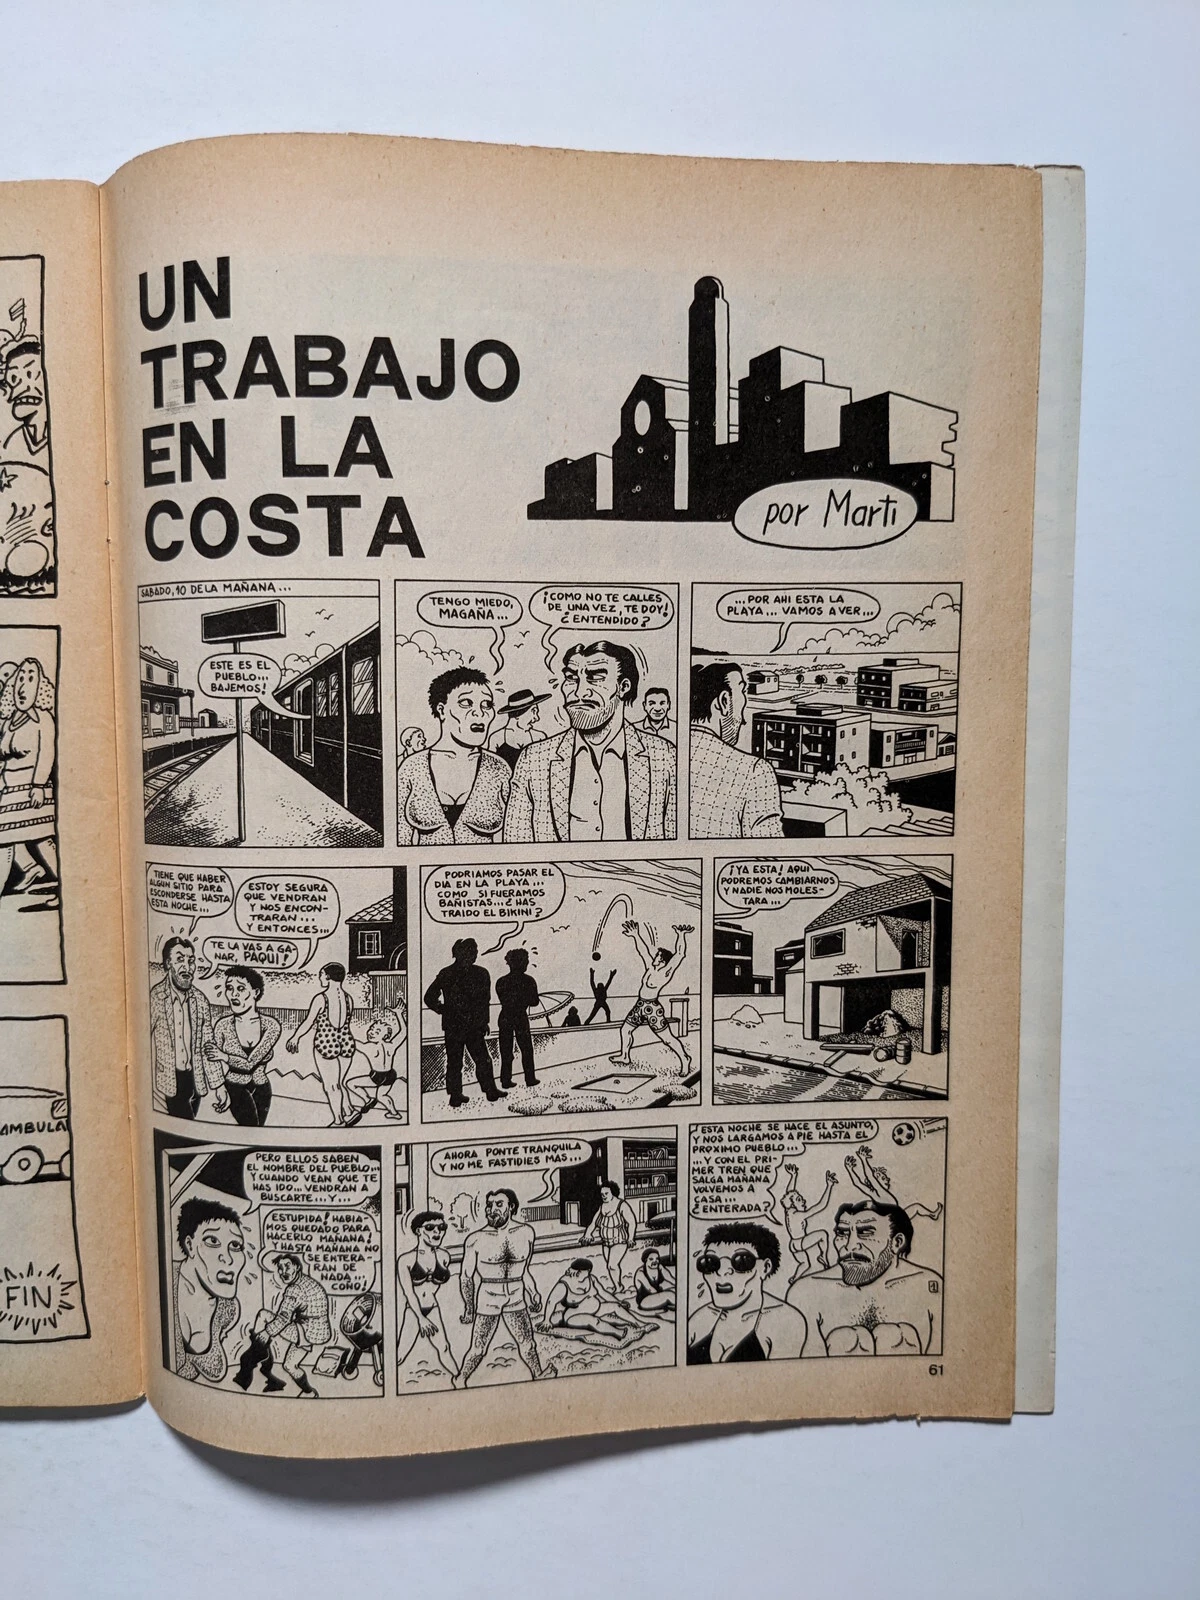 AMBULA
FIN
UN
TRABAJO
EN LA
COSTA
por Marti
SABADO, 10 DE LA MAÑANA...
ESTE ES EL
PUEBLO...
BAJEMOS!
TENGO MIEDO,
MAGAÑA...
¡COMO NO TE CALLES
DE UNA VEZ, TE DOY!
¿ENTENDIDO?
...POR AHI ESTA LA
PLAYA... VAMOS A VER...
TIENE QUE HABER
ALGUN SITIO PARA
ESCONDERSE HASTA
ESTA NOCHE...
ESTOY SEGURA
QUE VENDRAN
Y NOS ENCON-
TRARAN...
Y ENTONCES...
TE LA VAS A GA-
NAR, PAQUI!
PODRIAMOS PASAR EL
DIA EN LA PLAYA...
COMO SI FUERAMOS
BAÑISTAS... ¿HAS
TRAIDO EL BIKINI?
¡YA ESTA! AQUI
PODREMOS CAMBIARNOS
Y NADIE NOS MOLES-
TARA...
PERO ELLOS SABEN
EL NOMBRE DEL PUEBLO...
Y CUANDO VEAN QUE TE
HAS IDO... VENDRAN A
BUSCARTE... Y...
ESTUPIDA! HABIA-
MOS QUEDADO PARA
HACERLO MAÑANA!
Y HASTA MAÑANA NO
SE ENTERA-
RAN DE
NADA...
COÑO!
AHORA PONTE TRANQUILA
Y NO ME FASTIDIES MAS...
ESTA NOCHE SE HACE EL ASUNTO,
Y NOS LARGAMOS A PIE HASTA EL
PROXIMO PUEBLO...
...Y CON EL PRI-
MER TREN QUE
SALGA MAÑANA
VOLVEMOS A
CASA...
¿ENTERADA?
1
61